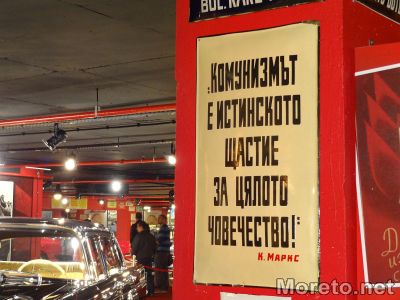 „КОМУНИЗМЪТ
Е ИСТИНСКОТО
ЩАСТИЕ
ЗА ЦЯЛОТО
ЧОВЕЧЕСТВО!“
К. МАРКС
Moreto.net